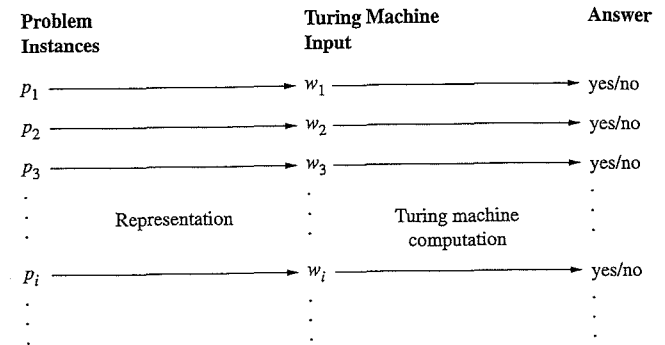 Problem Instances
Turing Machine Input
Answer
p1 w1 yes/no
p2 w2 yes/no
p3 w3 yes/no
Representation
Turing machine computation
pi wi yes/no